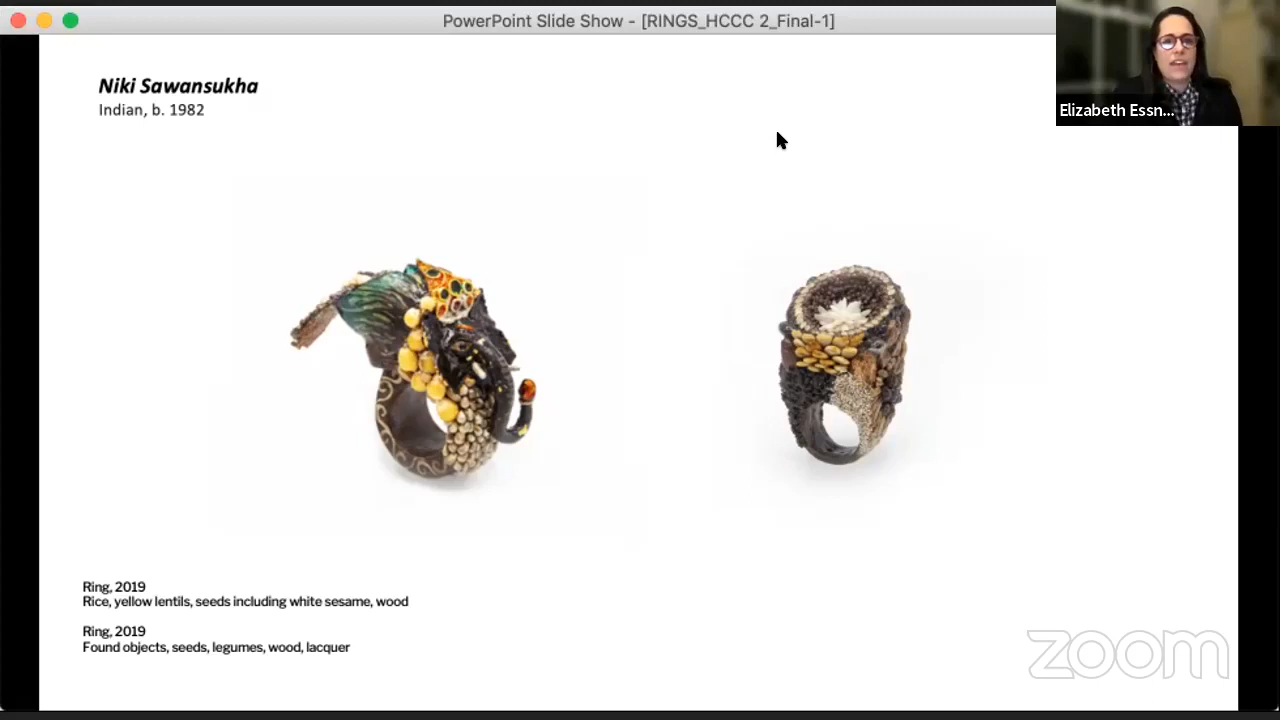 PowerPoint Slide Show - [RINGS_HCCC 2_Final-1]
Elizabeth Essn...
Niki Sawansukha
Indian, b. 1982
Ring, 2019
Rice, yellow lentils, seeds including white sesame, wood
Ring, 2019
Found objects, seeds, legumes, wood, lacquer
zoom